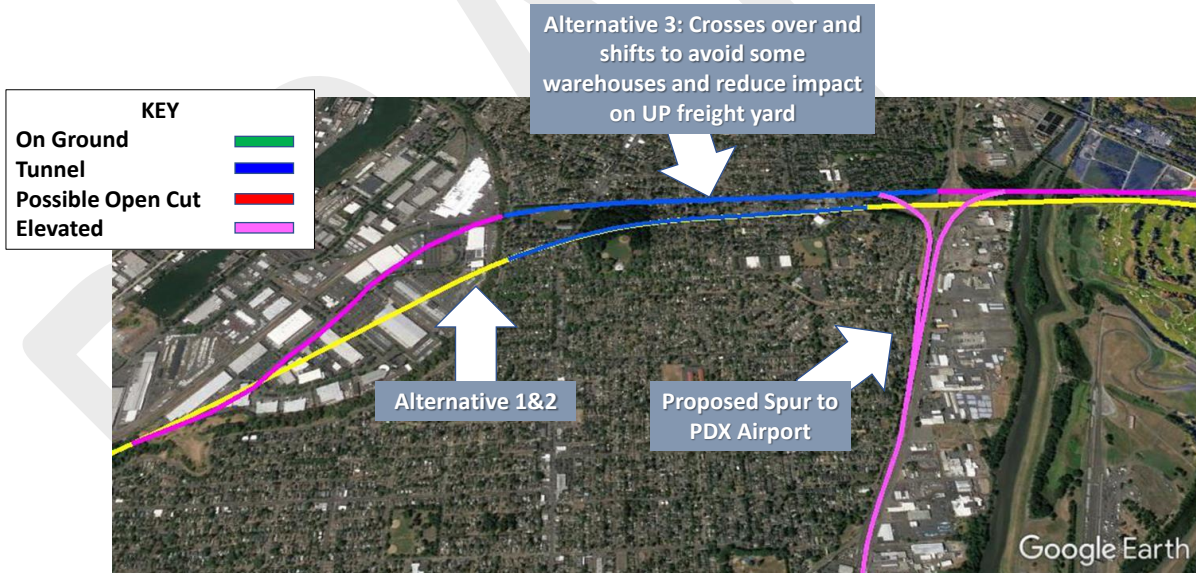 Alternative 3: Crosses over and
shifts to avoid some
warehouses and reduce impact
on UP freight yard
KEY
On Ground
Tunnel
Possible Open Cut
Elevated
Alternative 1&2
Proposed Spur to
PDX Airport
Google Earth